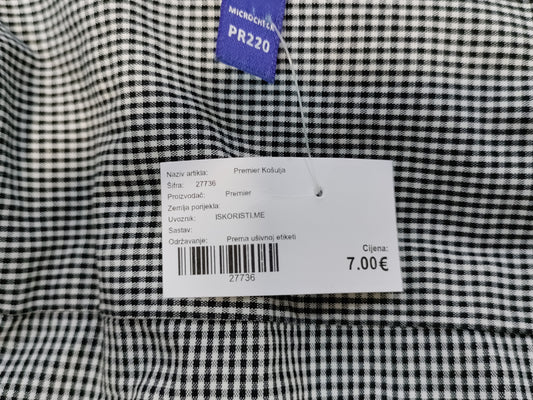 MICROCHECK
PR220
Naziv artikla: Premier Košulja
Šifra: 27736
Proizvođač: Premier
Zemlja porijekla:
Uvoznik: ISKORISTI.ME
Sastav:
Održavanje: Prema ušivnoj etiketi
Cijena:
7.00€
27736